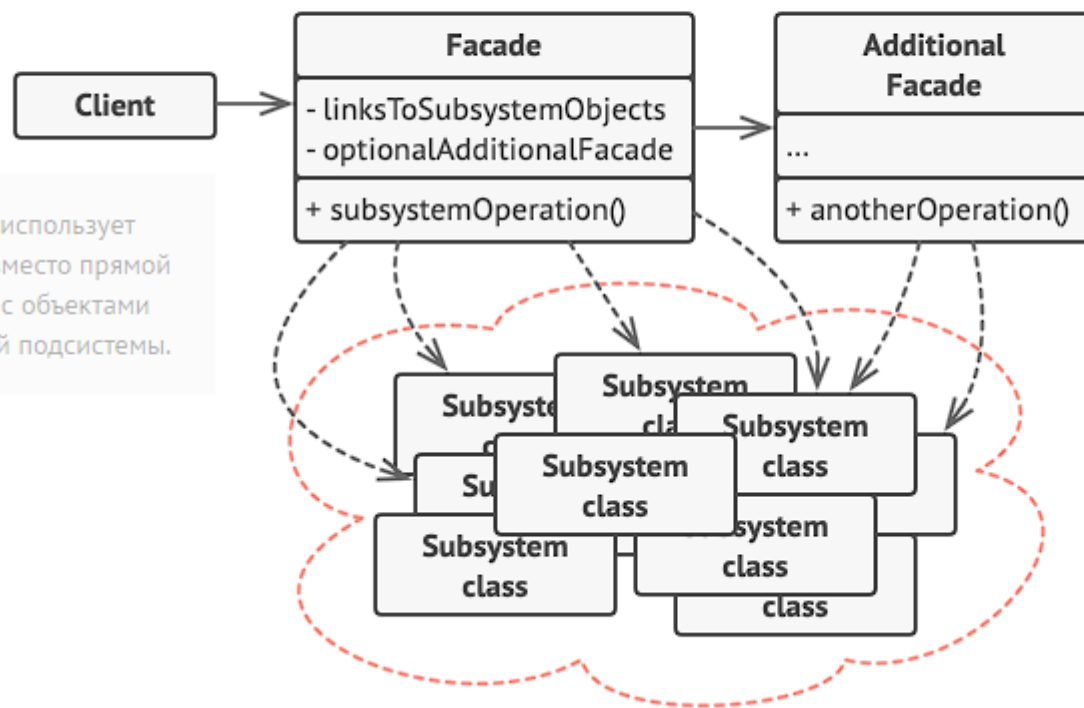 Client
Facade
- linksToSubsystemObjects
- optionalAdditionalFacade
+ subsystemOperation()
Additional
Facade
...
+ anotherOperation()
использует
место прямой
с объектами
й подсистемы.
Subsystem
class
Subsystem
class
Subsystem
class
Subsystem
class
Subsystem
class
class